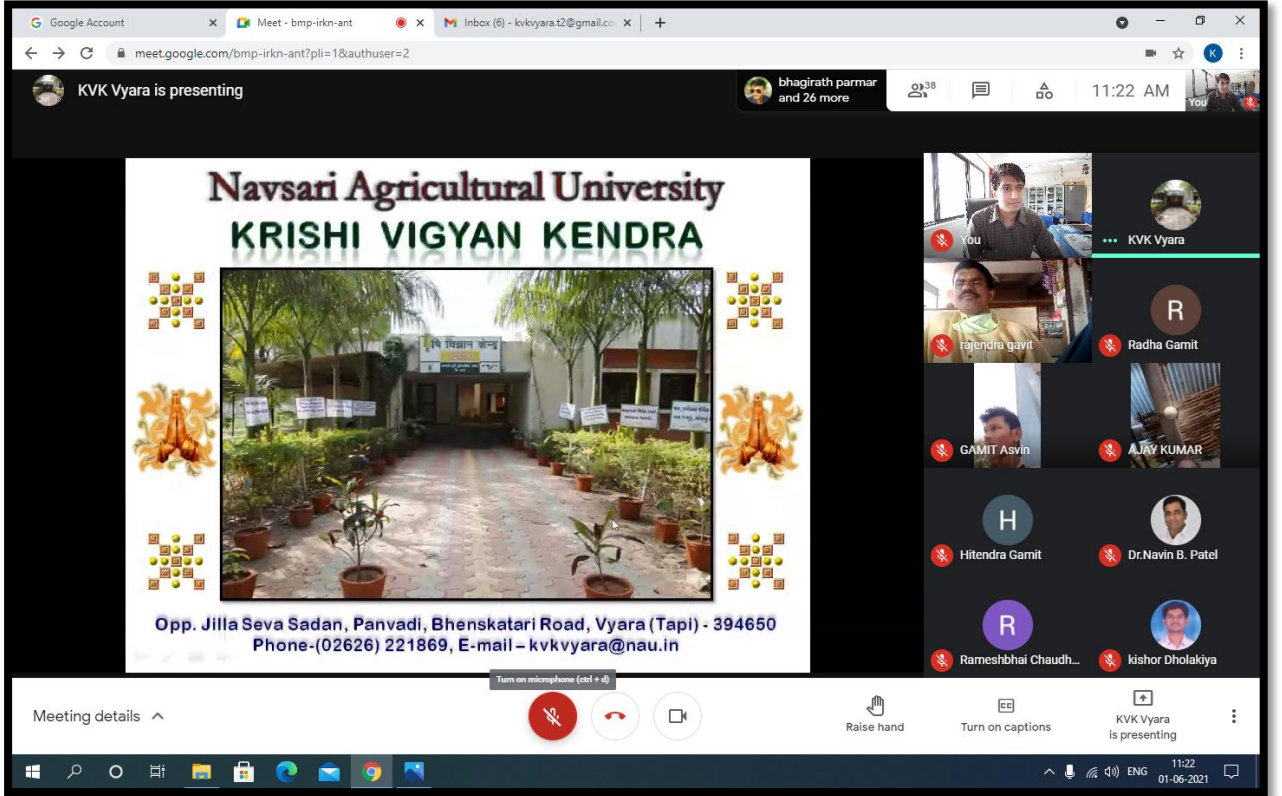 Google Account
Meet - bmp-irkn-ant
Inbox (6) - kvkvyara.t2@gmail.co
meet.google.com/bmp-irkn-ant?pli=1&authuser=2
K
KVK Vyara is presenting
bhagirath parmar
and 26 more
38
11:22 AM
You
Navsari Agricultural University
KRISHI VIGYAN KENDRA
कृषि विज्ञान केन्द्र
Opp. Jilla Seva Sadan, Panvadi, Bhenskatari Road, Vyara (Tapi) - 394650
Phone-(02626) 221869, E-mail – kvkvyara@nau.in
You
KVK Vyara
rajendra gavit
R
Radha Gamit
GAMIT Asvin
AJAY KUMAR
H
Hitendra Gamit
Dr.Navin B. Patel
R
Rameshbhai Chaudh...
kishor Dholakiya
Turn on microphone (ctrl + d)
Meeting details
Raise hand
CC
Turn on captions
KVK Vyara
is presenting
ENG
11:22
01-06-2021